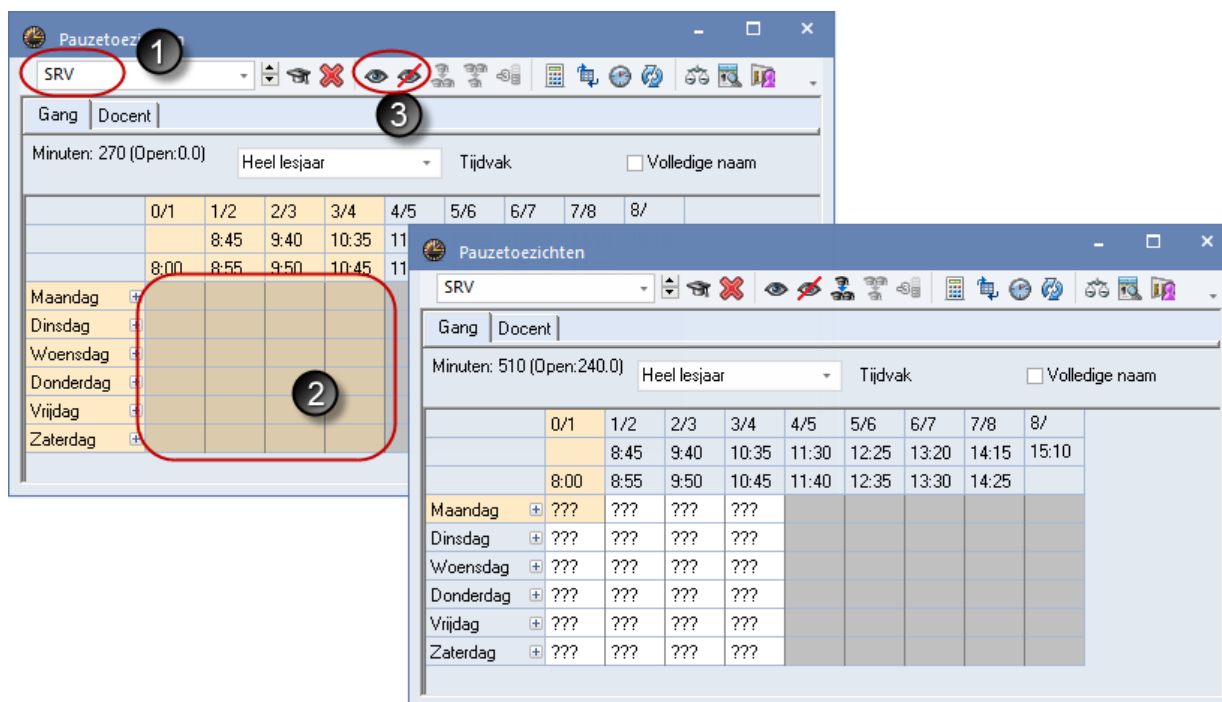 Pauzetoezichten
1
SRV
3
Gang Docent
Minuten: 270 (Open:0.0) Heel lesjaar Tijdvak Volledige naam
0/1 1/2 2/3 3/4 4/5 5/6 6/7 7/8 8/
8:45 9:40 10:35 11
8:00 8:55 9:50 10:45 11
Maandag
Dinsdag
Woensdag
Donderdag
Vrijdag
Zaterdag
2
Pauzetoezichten
SRV
Gang Docent
Minuten: 510 (Open:240.0) Heel lesjaar Tijdvak Volledige naam
0/1 1/2 2/3 3/4 4/5 5/6 6/7 7/8 8/
8:45 9:40 10:35 11:30 12:25 13:20 14:15 15:10
8:00 8:55 9:50 10:45 11:40 12:35 13:30 14:25
Maandag ??? ??? ??? ???
Dinsdag ??? ??? ??? ???
Woensdag ??? ??? ??? ???
Donderdag ??? ??? ??? ???
Vrijdag ??? ??? ??? ???
Zaterdag ??? ??? ??? ???